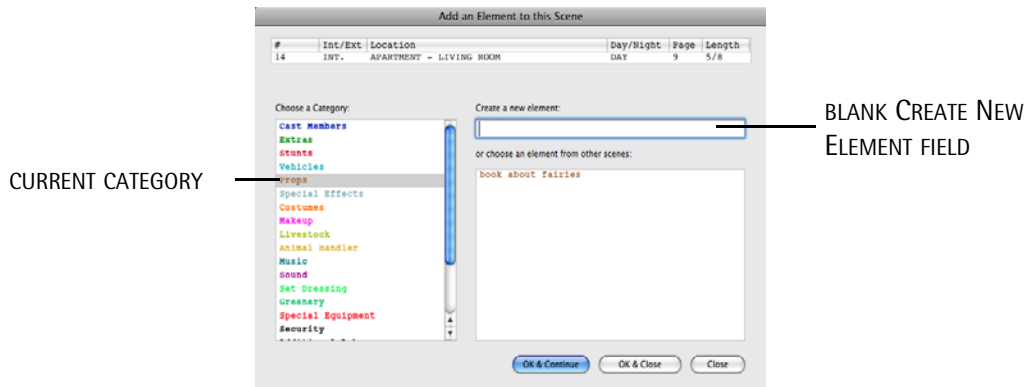 Add an Element to this Scene
# Int/Ext Location Day/Night Page Length
14 INT. APARTMENT - LIVING ROOM DAY 9 5/8
Choose a Category:
Cast Members
Extras
Stunts
Vehicles
Props
Special Effects
Costumes
Makeup
Livestock
Animal Handler
Music
Sound
Set Dressing
Greenery
Special Equipment
Security
Create a new element:
or choose an element from other scenes:
book about fairies
OK & Continue OK & Close Close
CURRENT CATEGORY
BLANK CREATE NEW
ELEMENT FIELD